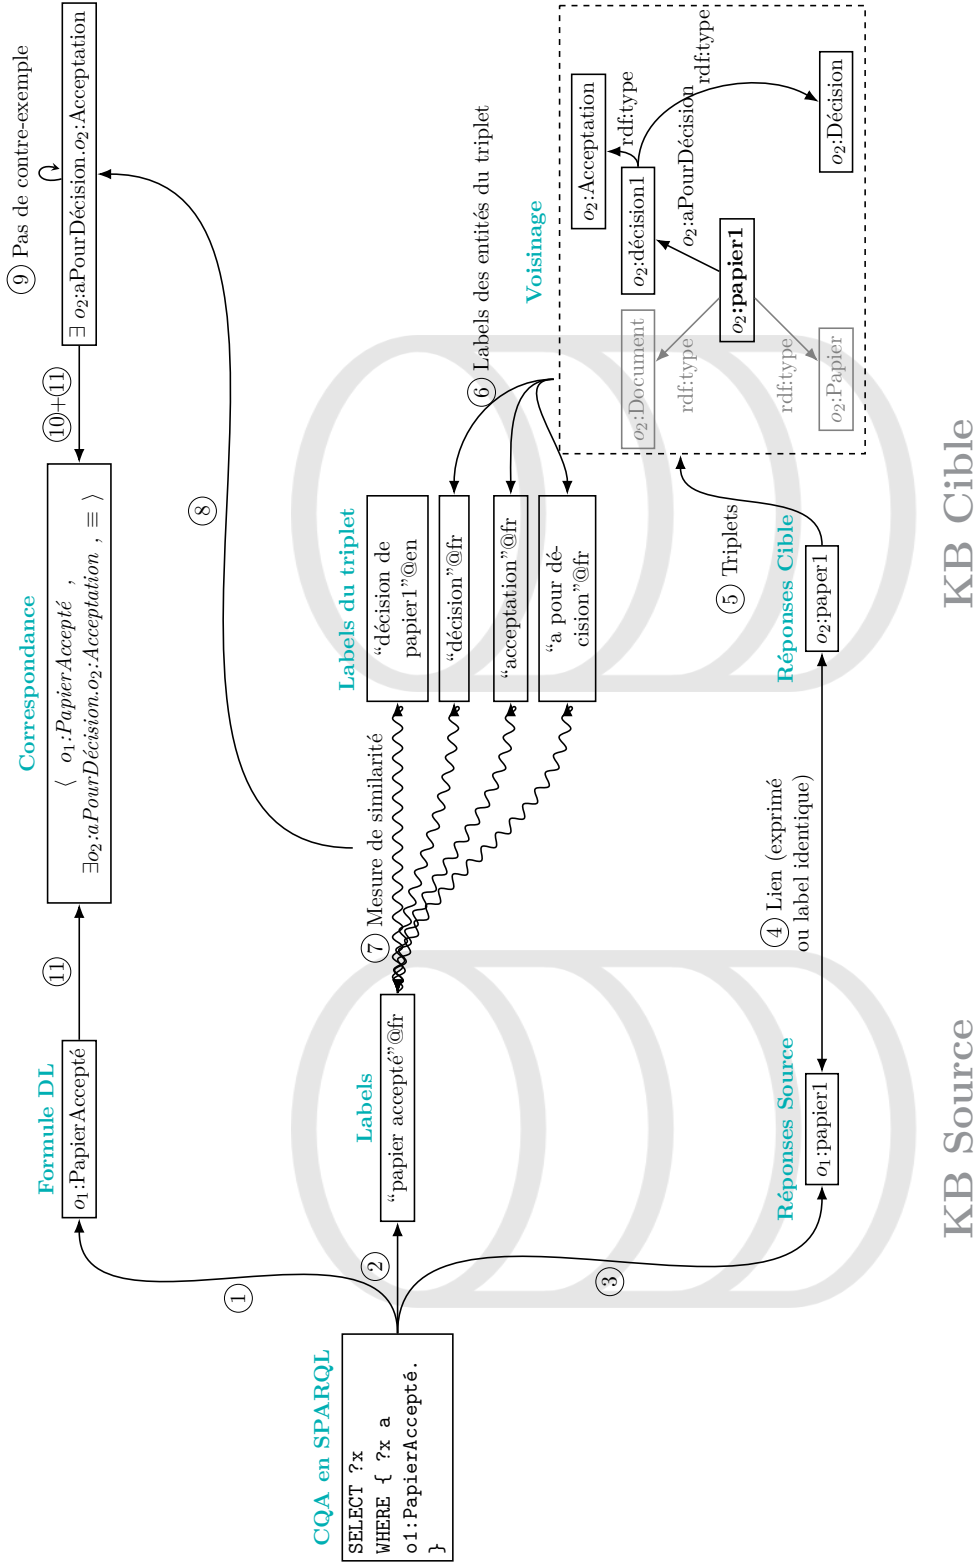 CQA en SPARQL
SELECT ?x
WHERE { ?x a
o1:PapierAccepté.
}
1
2
3
Formule DL
o1:PapierAccepté
11
Correspondance
⟨ o1:PapierAccepté ,
∃o2:aPourDécision.o2:Acceptation , ≡ ⟩
10+11
9 Pas de contre-exemple
∃ o2:aPourDécision.o2:Acceptation
8
Labels
“papier accepté”@fr
7 Mesure de similarité
Labels du triplet
“décision de
papier1”@en
“décision”@fr
“acceptation”@fr
“a pour dé-
cision”@fr
6 Labels des entités du triplet
Voisinage
o2:Acceptation
rdf:type
o2:Document
o2:décision1
rdf:type
o2:aPourDécision
rdf:type
o2:papier1
rdf:type
o2:Papier
o2:Décision
Réponses Source
o1:papier1
4 Lien (exprimé
ou label identique)
Réponses Cible
o2:paper1
5 Triplets
KB Source
KB Cible